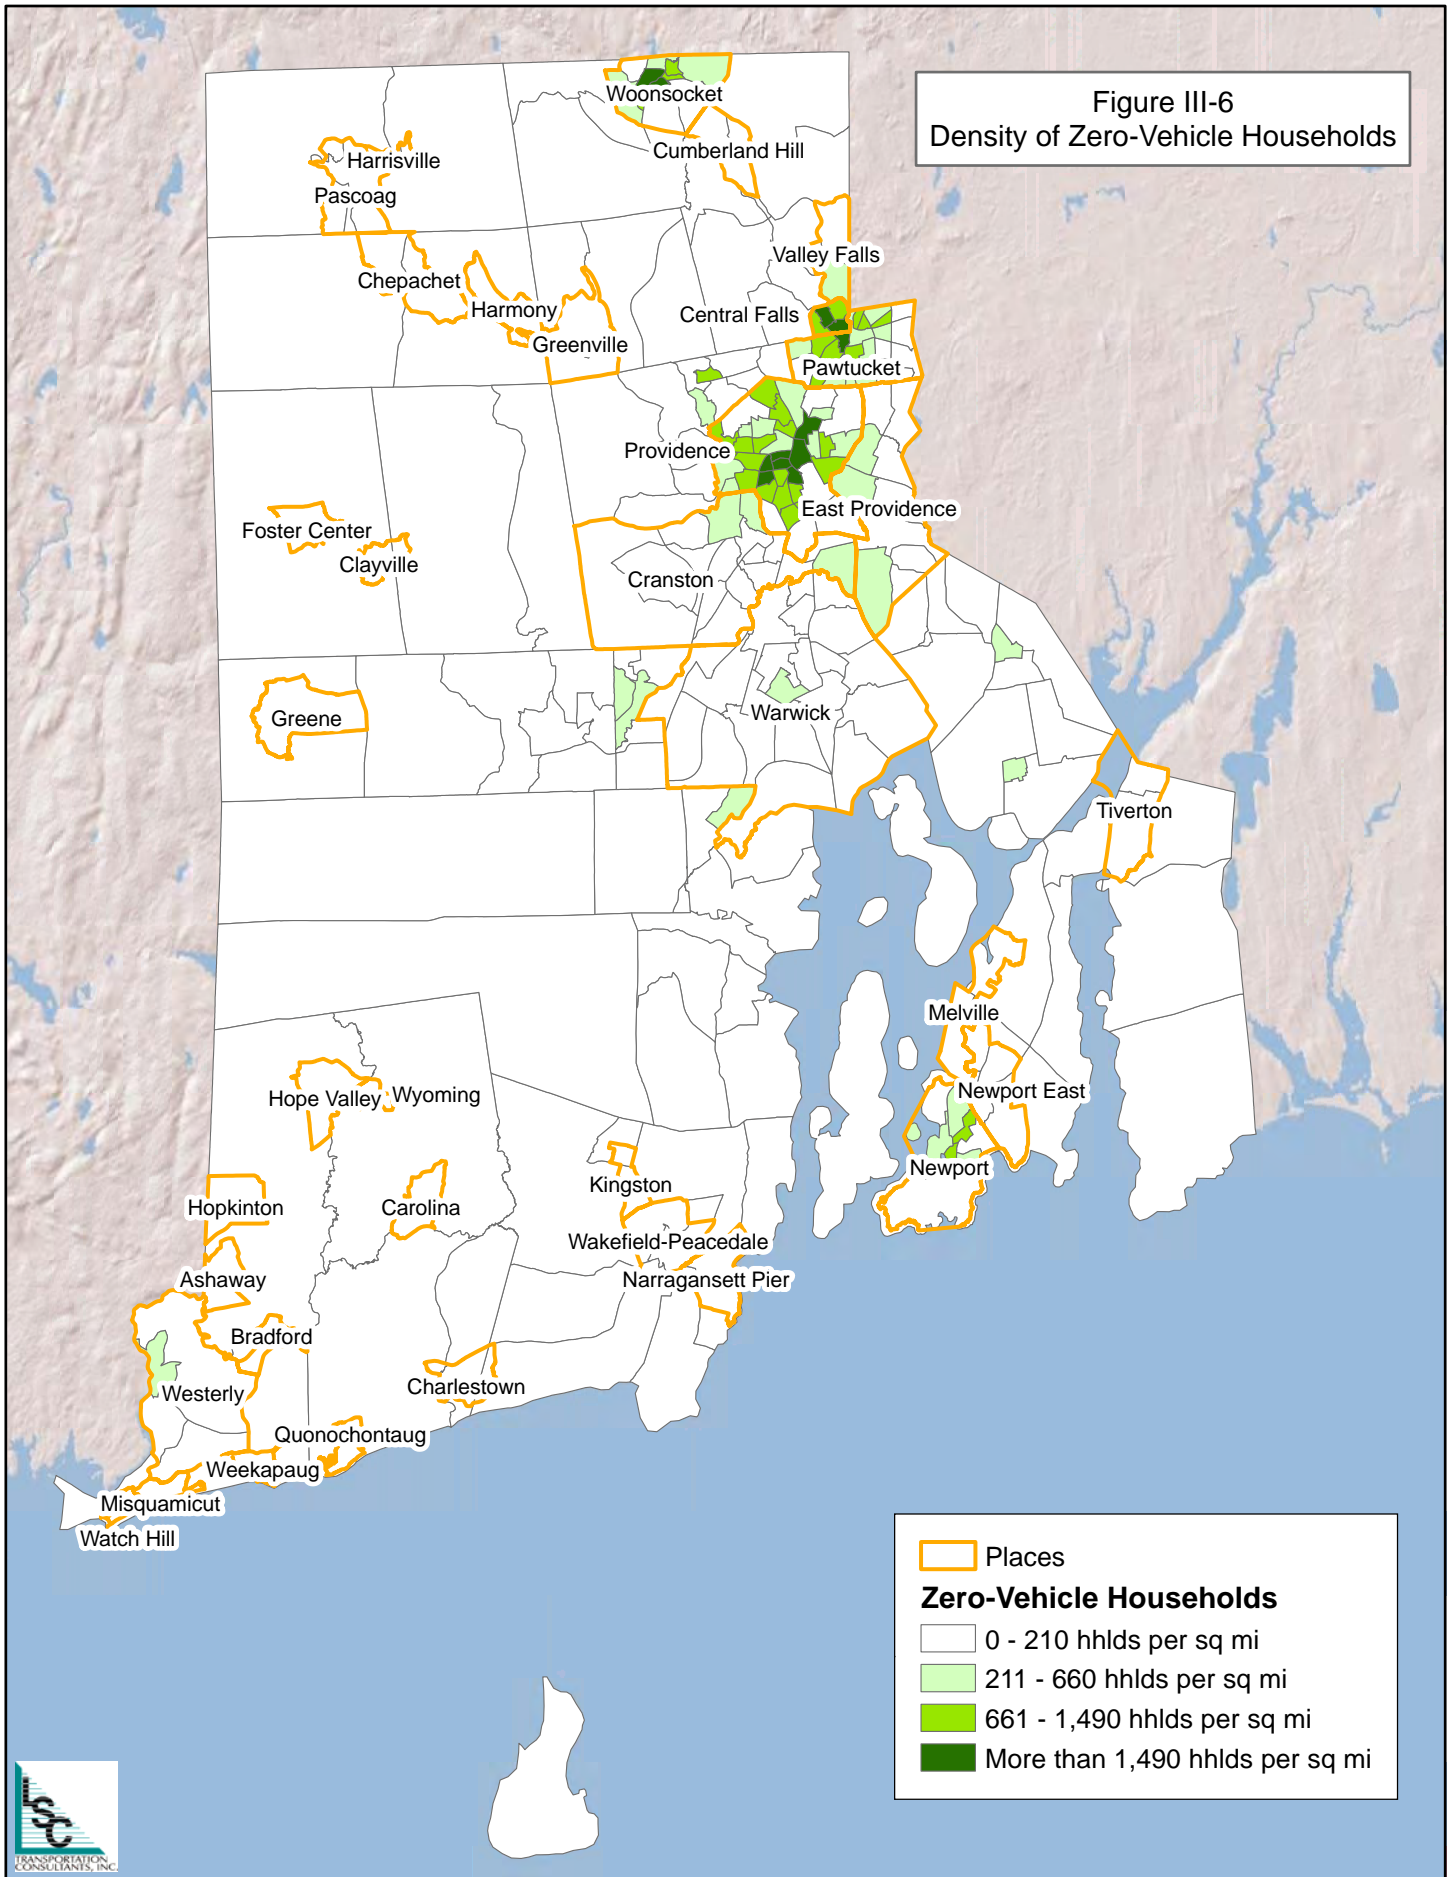 Figure III-6
Density of Zero-Vehicle Households
Woonsocket
Cumberland Hill
Harrisville
Pascoag
Valley Falls
Chepachet
Harmony
Central Falls
Greenville
Pawtucket
Providence
East Providence
Foster Center
Clayville
Cranston
Greene
Warwick
Tiverton
Melville
Newport East
Hope Valley
Wyoming
Newport
Kingston
Hopkinton
Carolina
Wakefield-Peacedale
Ashaway
Narragansett Pier
Bradford
Charlestown
Westerly
Quonochontaug
Weekapaug
Misquamicut
Watch Hill
Places
Zero-Vehicle Households
0 - 210 hhlds per sq mi
211 - 660 hhlds per sq mi
661 - 1,490 hhlds per sq mi
More than 1,490 hhlds per sq mi
LSC
TRANSPORTATION
CONSULTANTS, INC.